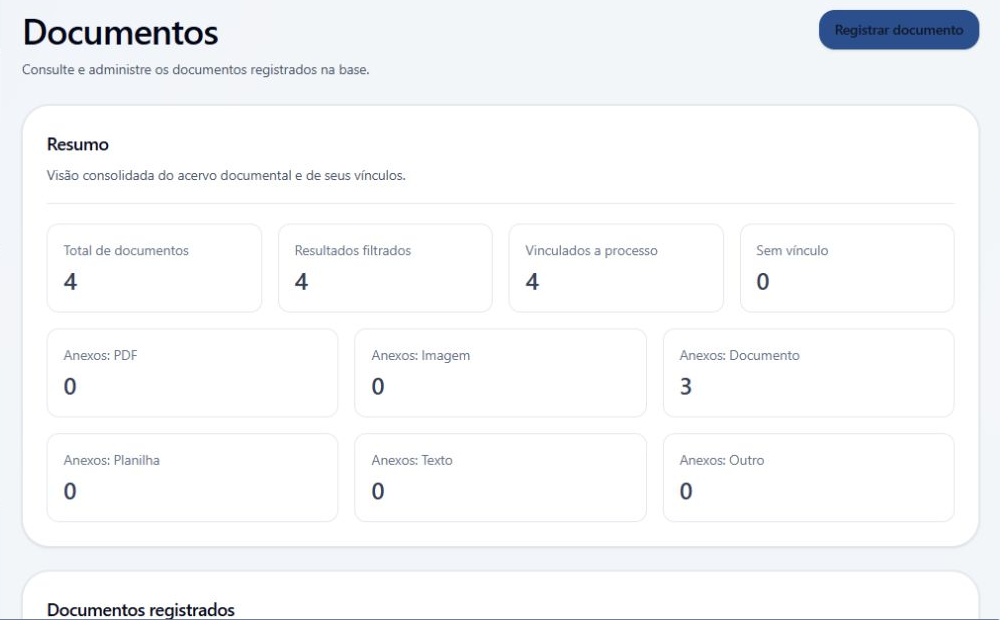 Documentos
Registrar documento
Consulte e administre os documentos registrados na base.
Resumo
Visão consolidada do acervo documental e de seus vínculos.
Total de documentos
4
Resultados filtrados
4
Vinculados a processo
4
Sem vínculo
0
Anexos: PDF
0
Anexos: Imagem
0
Anexos: Documento
3
Anexos: Planilha
0
Anexos: Texto
0
Anexos: Outro
0
Documentos registrados